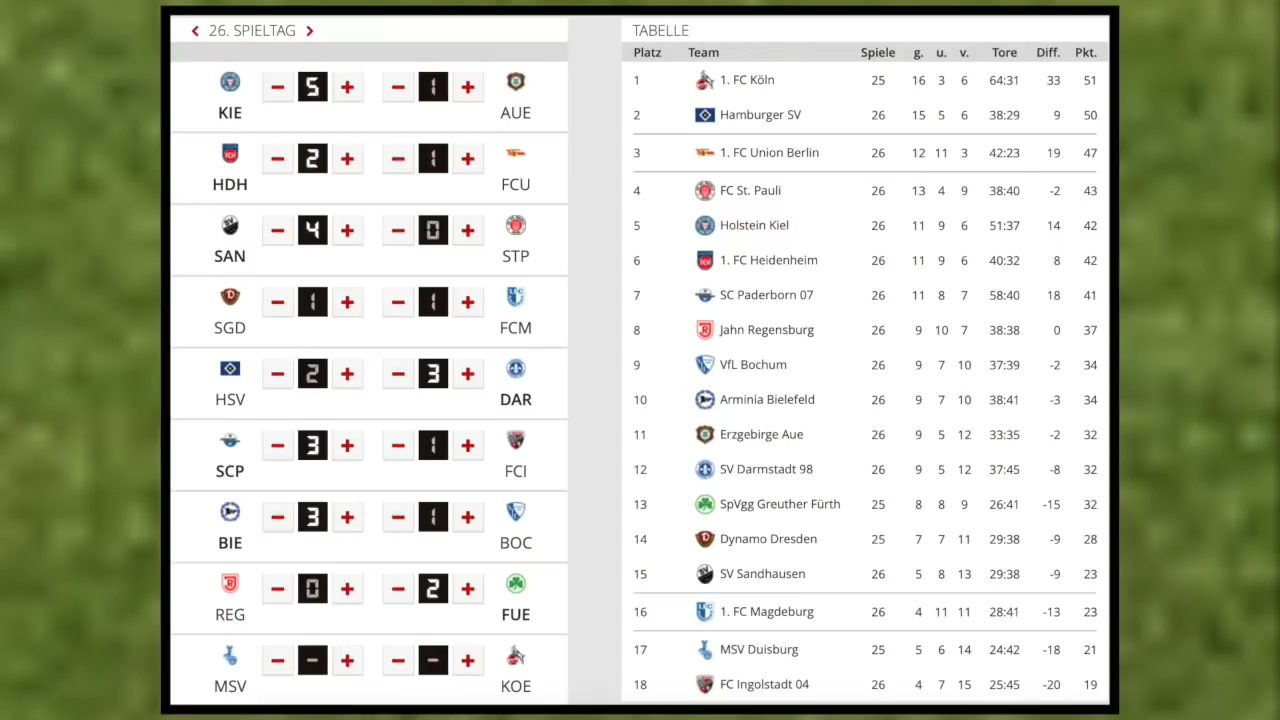 26. SPIELTAG
KIE − 5 + − 1 + AUE
HDH − 2 + − 1 + FCU
SAN − 4 + − 0 + STP
SGD − 1 + − 1 + FCM
HSV − 2 + − 3 + DAR
SCP − 3 + − 1 + FCI
BIE − 3 + − 1 + BOC
REG − 0 + − 2 + FUE
MSV − – + − – + KOE
TABELLE
Platz Team Spiele g. u. v. Tore Diff. Pkt.
1 1. FC Köln 25 16 3 6 64:31 33 51
2 Hamburger SV 26 15 5 6 38:29 9 50
3 1. FC Union Berlin 26 12 11 3 42:23 19 47
4 FC St. Pauli 26 13 4 9 38:40 -2 43
5 Holstein Kiel 26 11 9 6 51:37 14 42
6 1. FC Heidenheim 26 11 9 6 40:32 8 42
7 SC Paderborn 07 26 11 8 7 58:40 18 41
8 Jahn Regensburg 26 9 10 7 38:38 0 37
9 VfL Bochum 26 9 7 10 37:39 -2 34
10 Arminia Bielefeld 26 9 7 10 38:41 -3 34
11 Erzgebirge Aue 26 9 5 12 33:35 -2 32
12 SV Darmstadt 98 26 9 5 12 37:45 -8 32
13 SpVgg Greuther Fürth 25 8 8 9 26:41 -15 32
14 Dynamo Dresden 25 7 7 11 29:38 -9 28
15 SV Sandhausen 26 5 8 13 29:38 -9 23
16 1. FC Magdeburg 26 4 11 11 28:41 -13 23
17 MSV Duisburg 25 5 6 14 24:42 -18 21
18 FC Ingolstadt 04 26 4 7 15 25:45 -20 19